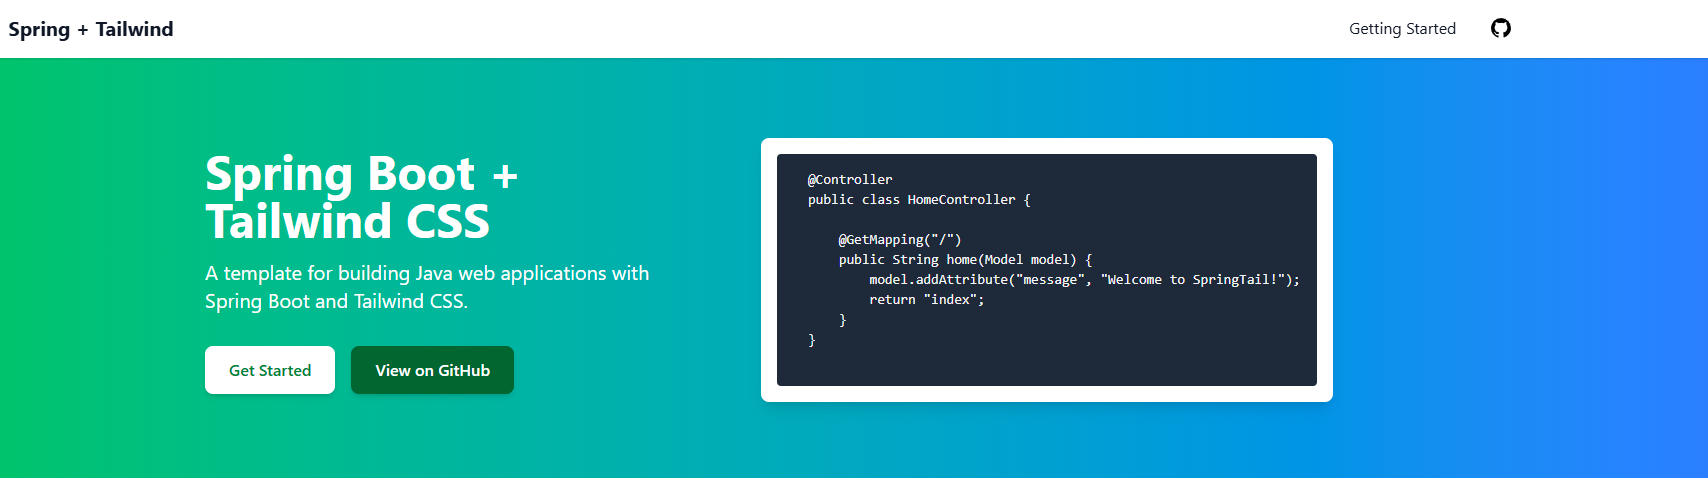 Spring + Tailwind
Getting Started
Spring Boot +
Tailwind CSS
A template for building Java web applications with
Spring Boot and Tailwind CSS.
Get Started
View on GitHub
@Controller
public class HomeController {
@GetMapping("/")
public String home(Model model) {
model.addAttribute("message", "Welcome to SpringTail!");
return "index";
}
}